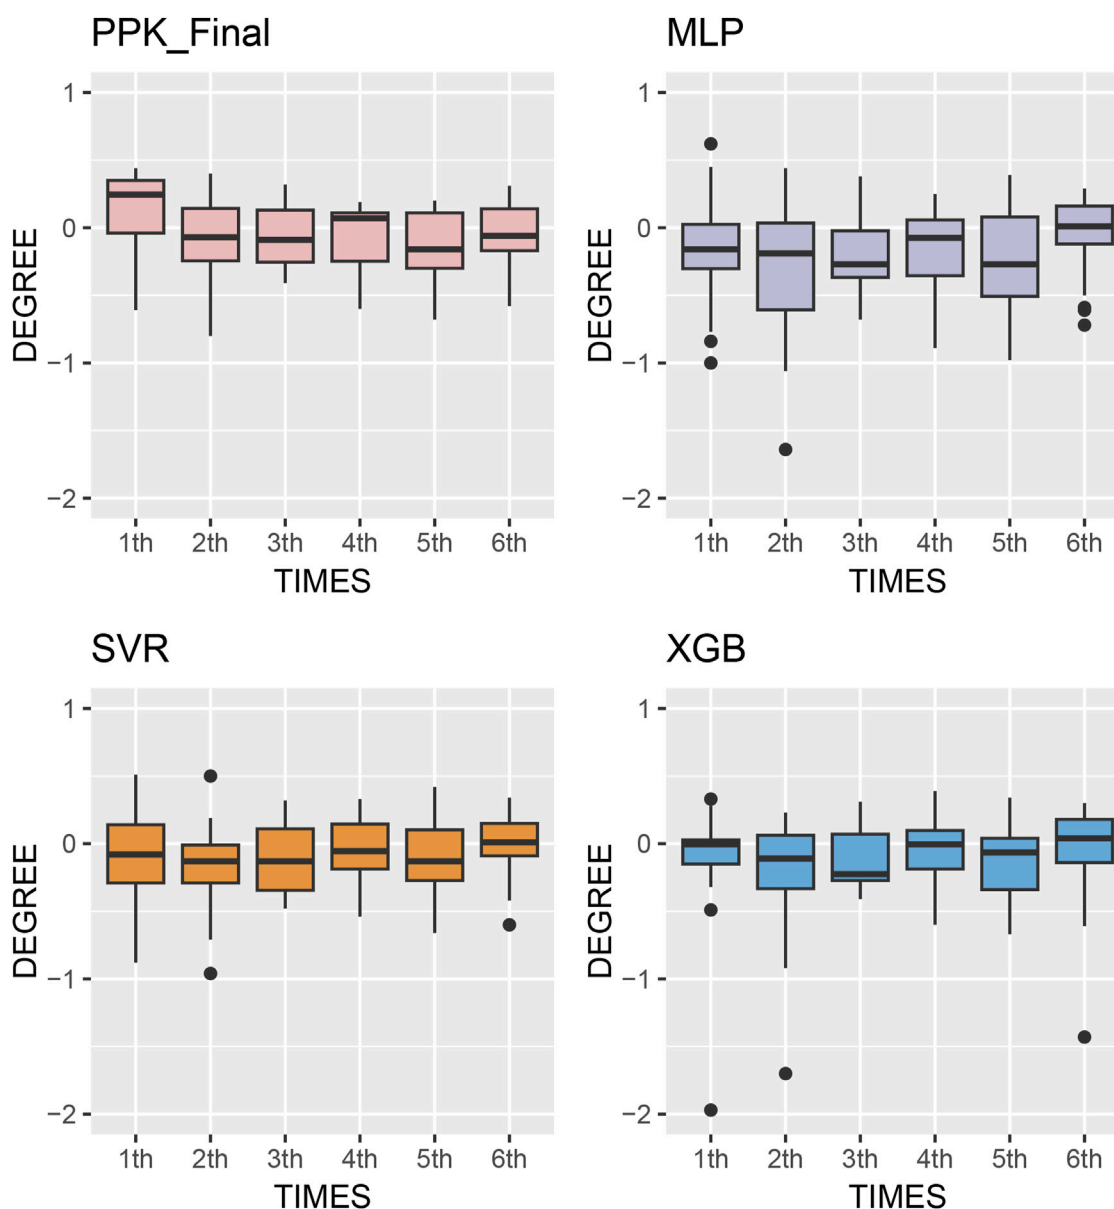 PPK_Final
1
0
−1
−2
DEGREE
1th 2th 3th 4th 5th 6th
TIMES
MLP
1
0
−1
−2
DEGREE
1th 2th 3th 4th 5th 6th
TIMES
SVR
1
0
−1
−2
DEGREE
1th 2th 3th 4th 5th 6th
TIMES
XGB
1
0
−1
−2
DEGREE
1th 2th 3th 4th 5th 6th
TIMES